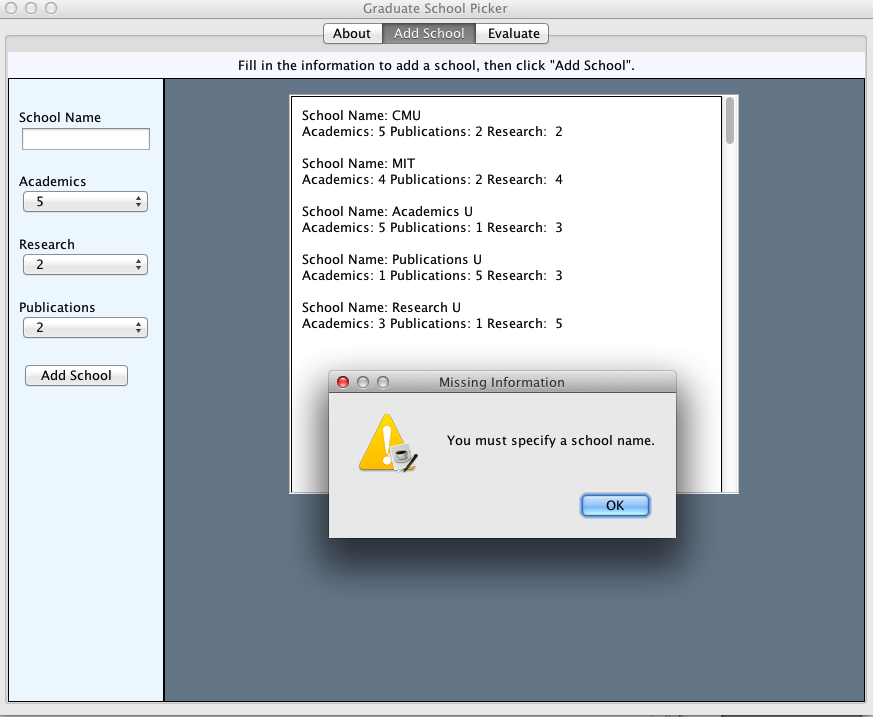 Graduate School Picker
About Add School Evaluate
Fill in the information to add a school, then click "Add School".
School Name
Academics
5
Research
2
Publications
2
Add School
School Name: CMU
Academics: 5 Publications: 2 Research:  2
School Name: MIT
Academics: 4 Publications: 2 Research:  4
School Name: Academics U
Academics: 5 Publications: 1 Research:  3
School Name: Publications U
Academics: 1 Publications: 5 Research:  3
School Name: Research U
Academics: 3 Publications: 1 Research:  5
Missing Information
You must specify a school name.
OK